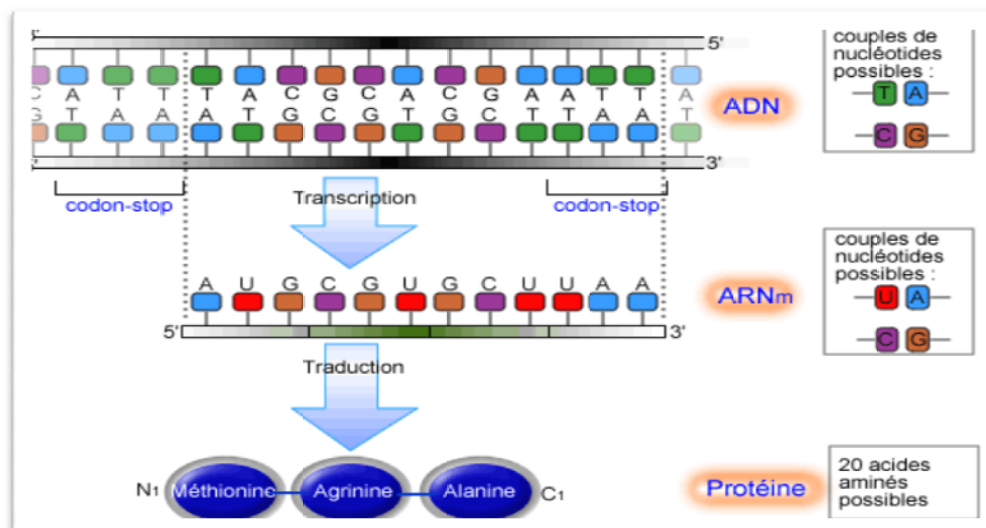 3'
5'
C A T T T A C G C A C G A A T T A
G T A A A T G C G T G C T T A A T
3'
3'
ADN
codon-stop
codon-stop
couples de
nucléotides
possibles :
T A
C G
Transcription
A U G C G U G C U U A A
5'
3'
ARNm
couples de
nucléotides
possibles :
U A
C G
Traduction
N1 Méthionine Agrinine Alanine C1
Protéine
20 acides
aminés
possibles